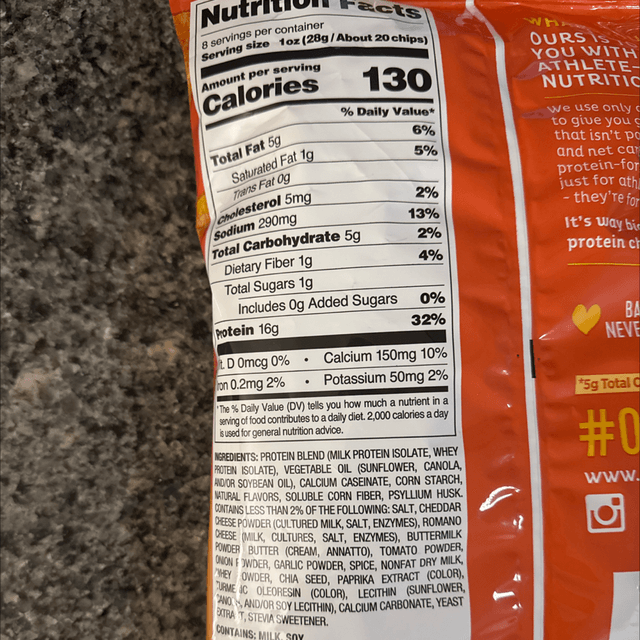 Nutrition Facts
8 servings per container
Serving size 1oz (28g/About 20 chips)
Amount per serving
Calories 130
% Daily Value*
Total Fat 5g 6%
Saturated Fat 1g 5%
Trans Fat 0g
Cholesterol 5mg 2%
Sodium 290mg 13%
Total Carbohydrate 5g 2%
Dietary Fiber 1g 4%
Total Sugars 1g
Includes 0g Added Sugars 0%
Protein 16g 32%
t. D 0mcg 0% • Calcium 150mg 10%
ron 0.2mg 2% • Potassium 50mg 2%
*The % Daily Value (DV) tells you how much a nutrient in a
serving of food contributes to a daily diet. 2,000 calories a day
is used for general nutrition advice.
INGREDIENTS: PROTEIN BLEND (MILK PROTEIN ISOLATE, WHEY
PROTEIN ISOLATE), VEGETABLE OIL (SUNFLOWER, CANOLA,
AND/OR SOYBEAN OIL), CALCIUM CASEINATE, CORN STARCH,
NATURAL FLAVORS, SOLUBLE CORN FIBER, PSYLLIUM HUSK.
CONTAINS LESS THAN 2% OF THE FOLLOWING: SALT, CHEDDAR
CHEESE POWDER (CULTURED MILK, SALT, ENZYMES), ROMANO
CHEESE (MILK, CULTURES, SALT, ENZYMES), BUTTERMILK
POWDER, BUTTER (CREAM, ANNATTO), TOMATO POWDER,
ONION POWDER, GARLIC POWDER, SPICE, NONFAT DRY MILK,
WHEY POWDER, CHIA SEED, PAPRIKA EXTRACT (COLOR),
TURMERIC OLEORESIN (COLOR), LECITHIN (SUNFLOWER,
CANOLA, AND/OR SOY LECITHIN), CALCIUM CARBONATE, YEAST
EXTRACT, STEVIA SWEETENER.
CONTAINS: MILK, SOY
WHA
OURS IS
YOU WITH
ATHLETE-
NUTRITIO
We use only
to give you
that isn't
and net
protein-for
just for ath
- they're for
It's way
protein ch
BA
NEVE
*5g Total C
#0
www.